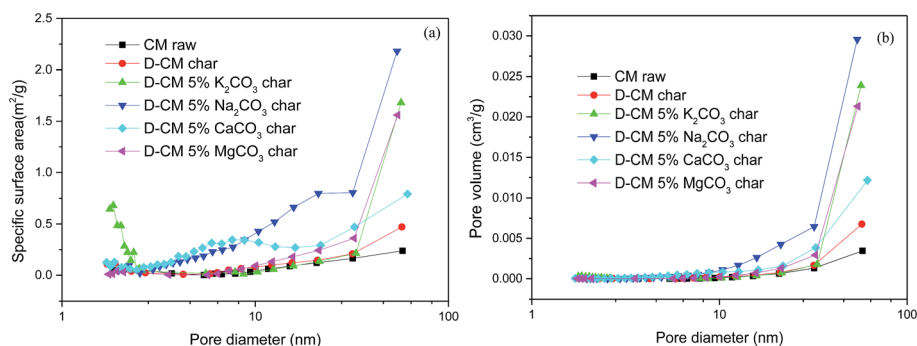 (a)
2.5
2.0
1.5
1.0
0.5
0.0
Specific surface area(m²/g)
CM raw
D-CM char
D-CM 5% K₂CO₃ char
D-CM 5% Na₂CO₃ char
D-CM 5% CaCO₃ char
D-CM 5% MgCO₃ char
1 10 100
Pore diameter (nm)
(b)
0.030
0.025
0.020
0.015
0.010
0.005
0.000
Pore volume (cm³/g)
CM raw
D-CM char
D-CM 5% K₂CO₃ char
D-CM 5% Na₂CO₃ char
D-CM 5% CaCO₃ char
D-CM 5% MgCO₃ char
1 10 100
Pore diameter (nm)